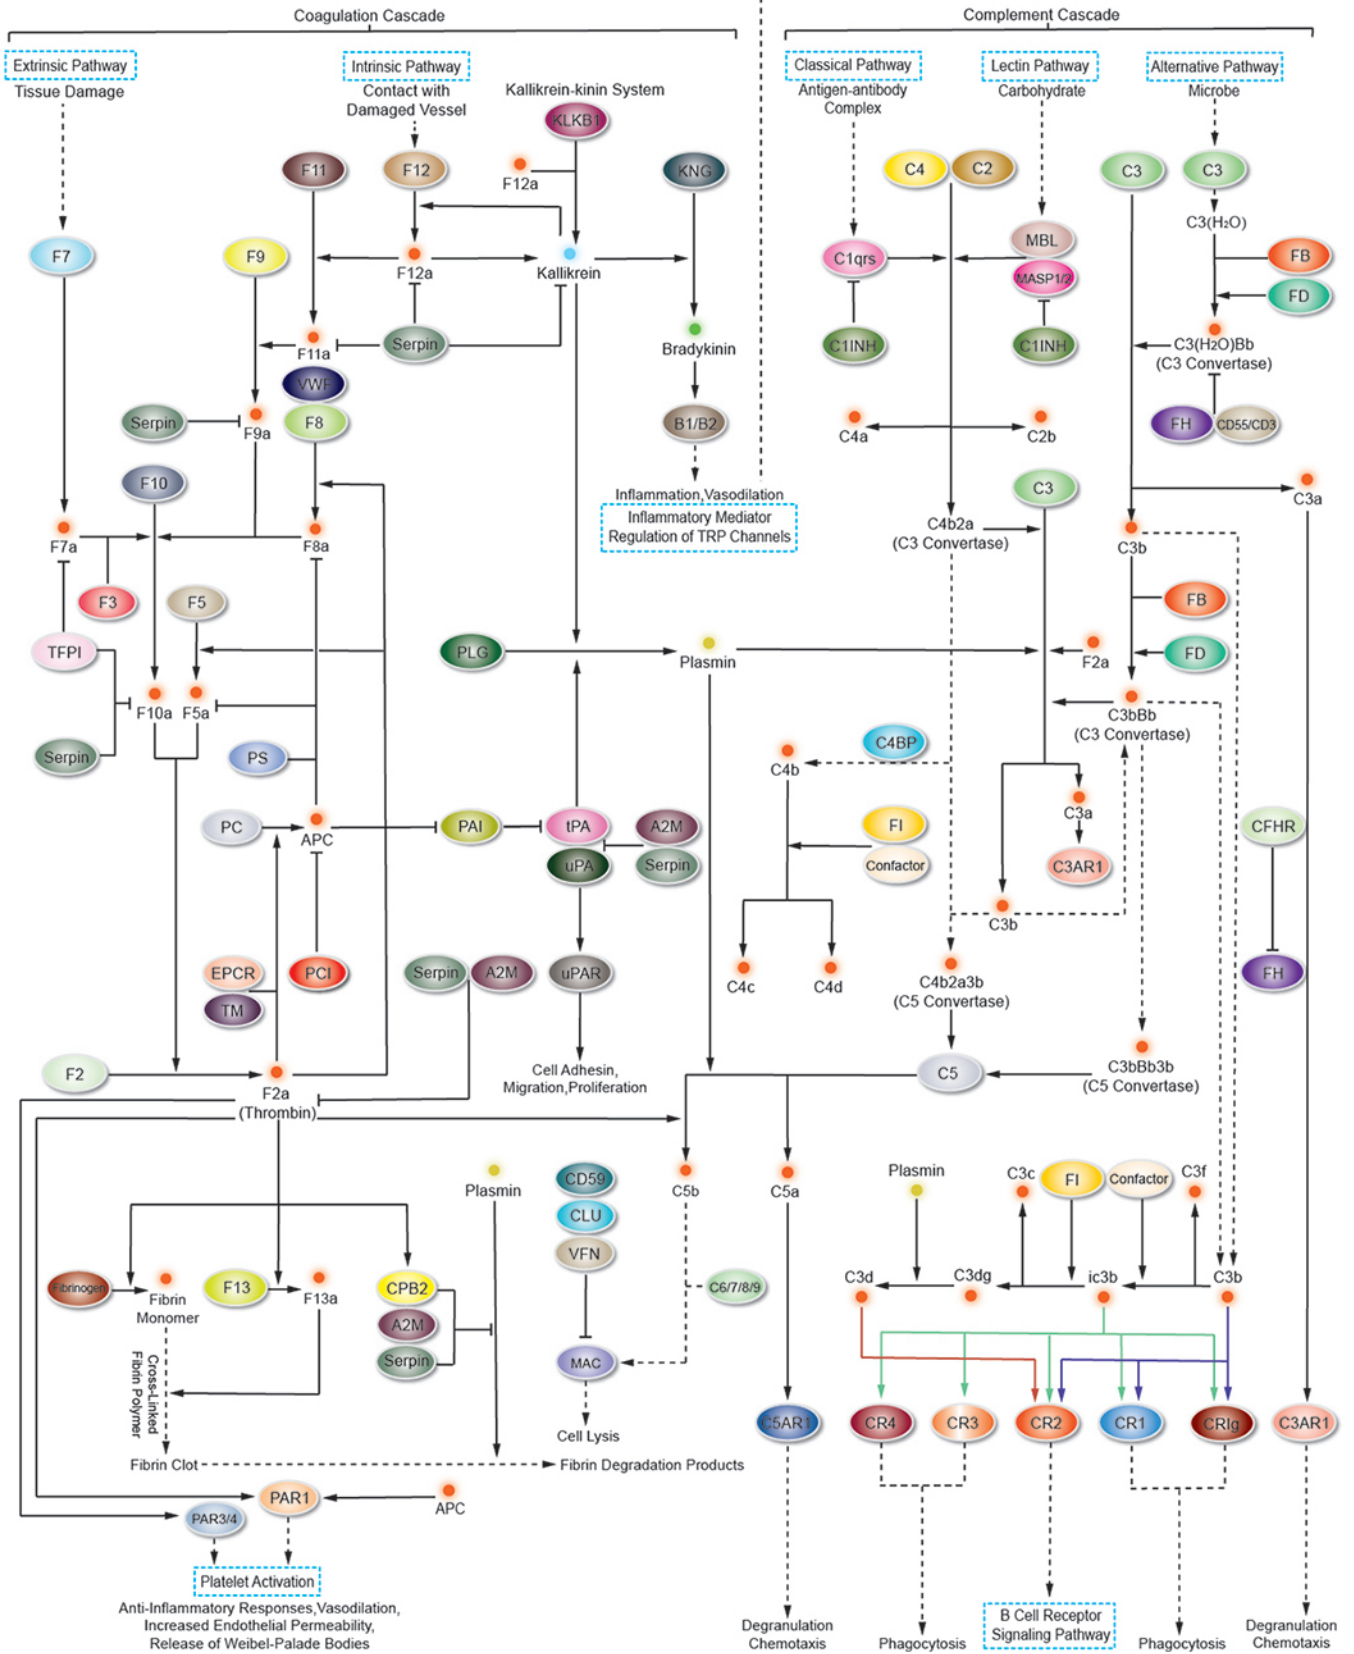 Coagulation Cascade
Complement Cascade
Extrinsic Pathway
Tissue Damage
Intrinsic Pathway
Contact with
Damaged Vessel
Kallikrein-kinin System
Classical Pathway
Antigen-antibody
Complex
Lectin Pathway
Carbohydrate
Alternative Pathway
Microbe
KLKB1
F11
F12
F12a
KNG
C4
C2
C3
C3
C3(H₂O)
F7
F9
F12a
Kallikrein
C1qrs
MBL
MASP1/2
FB
FD
F11a
Serpin
Bradykinin
C1INH
C1INH
C3(H₂O)Bb
(C3 Convertase)
VWF
F8
Serpin
F9a
B1/B2
C4a
C2b
FH
CD55/CD3
F10
Inflammation,Vasodilation
Inflammatory Mediator
Regulation of TRP Channels
C3
C3a
F7a
F8a
C4b2a
(C3 Convertase)
C3b
F3
F5
FB
TFPI
PLG
Plasmin
F2a
FD
F10a
F5a
C3bBb
(C3 Convertase)
Serpin
PS
C4b
C4BP
PC
APC
PAI
tPA
uPA
A2M
Serpin
FI
Confactor
C3a
C3AR1
CFHR
C3b
EPCR
TM
PCI
Serpin
A2M
uPAR
C4c
C4d
C4b2a3b
(C5 Convertase)
FH
F2
F2a
(Thrombin)
Cell Adhesin,
Migration,Proliferation
C5
C3bBb3b
(C5 Convertase)
Plasmin
CD59
CLU
VFN
C5b
C5a
Plasmin
C3c
FI
Confactor
C3f
Fibrinogen
Fibrin
Monomer
F13
F13a
CPB2
A2M
Serpin
C6/7/8/9
C3d
C3dg
ic3b
C3b
MAC
Cross-Linked
Fibrin Polymer
C5AR1
CR4
CR3
CR2
CR1
CRIg
C3AR1
Cell Lysis
Fibrin Clot
Fibrin Degradation Products
PAR1
APC
PAR3/4
Platelet Activation
Anti-Inflammatory Responses,Vasodilation,
Increased Endothelial Permeability,
Release of Weibel-Palade Bodies
Degranulation
Chemotaxis
Phagocytosis
B Cell Receptor
Signaling Pathway
Phagocytosis
Degranulation
Chemotaxis